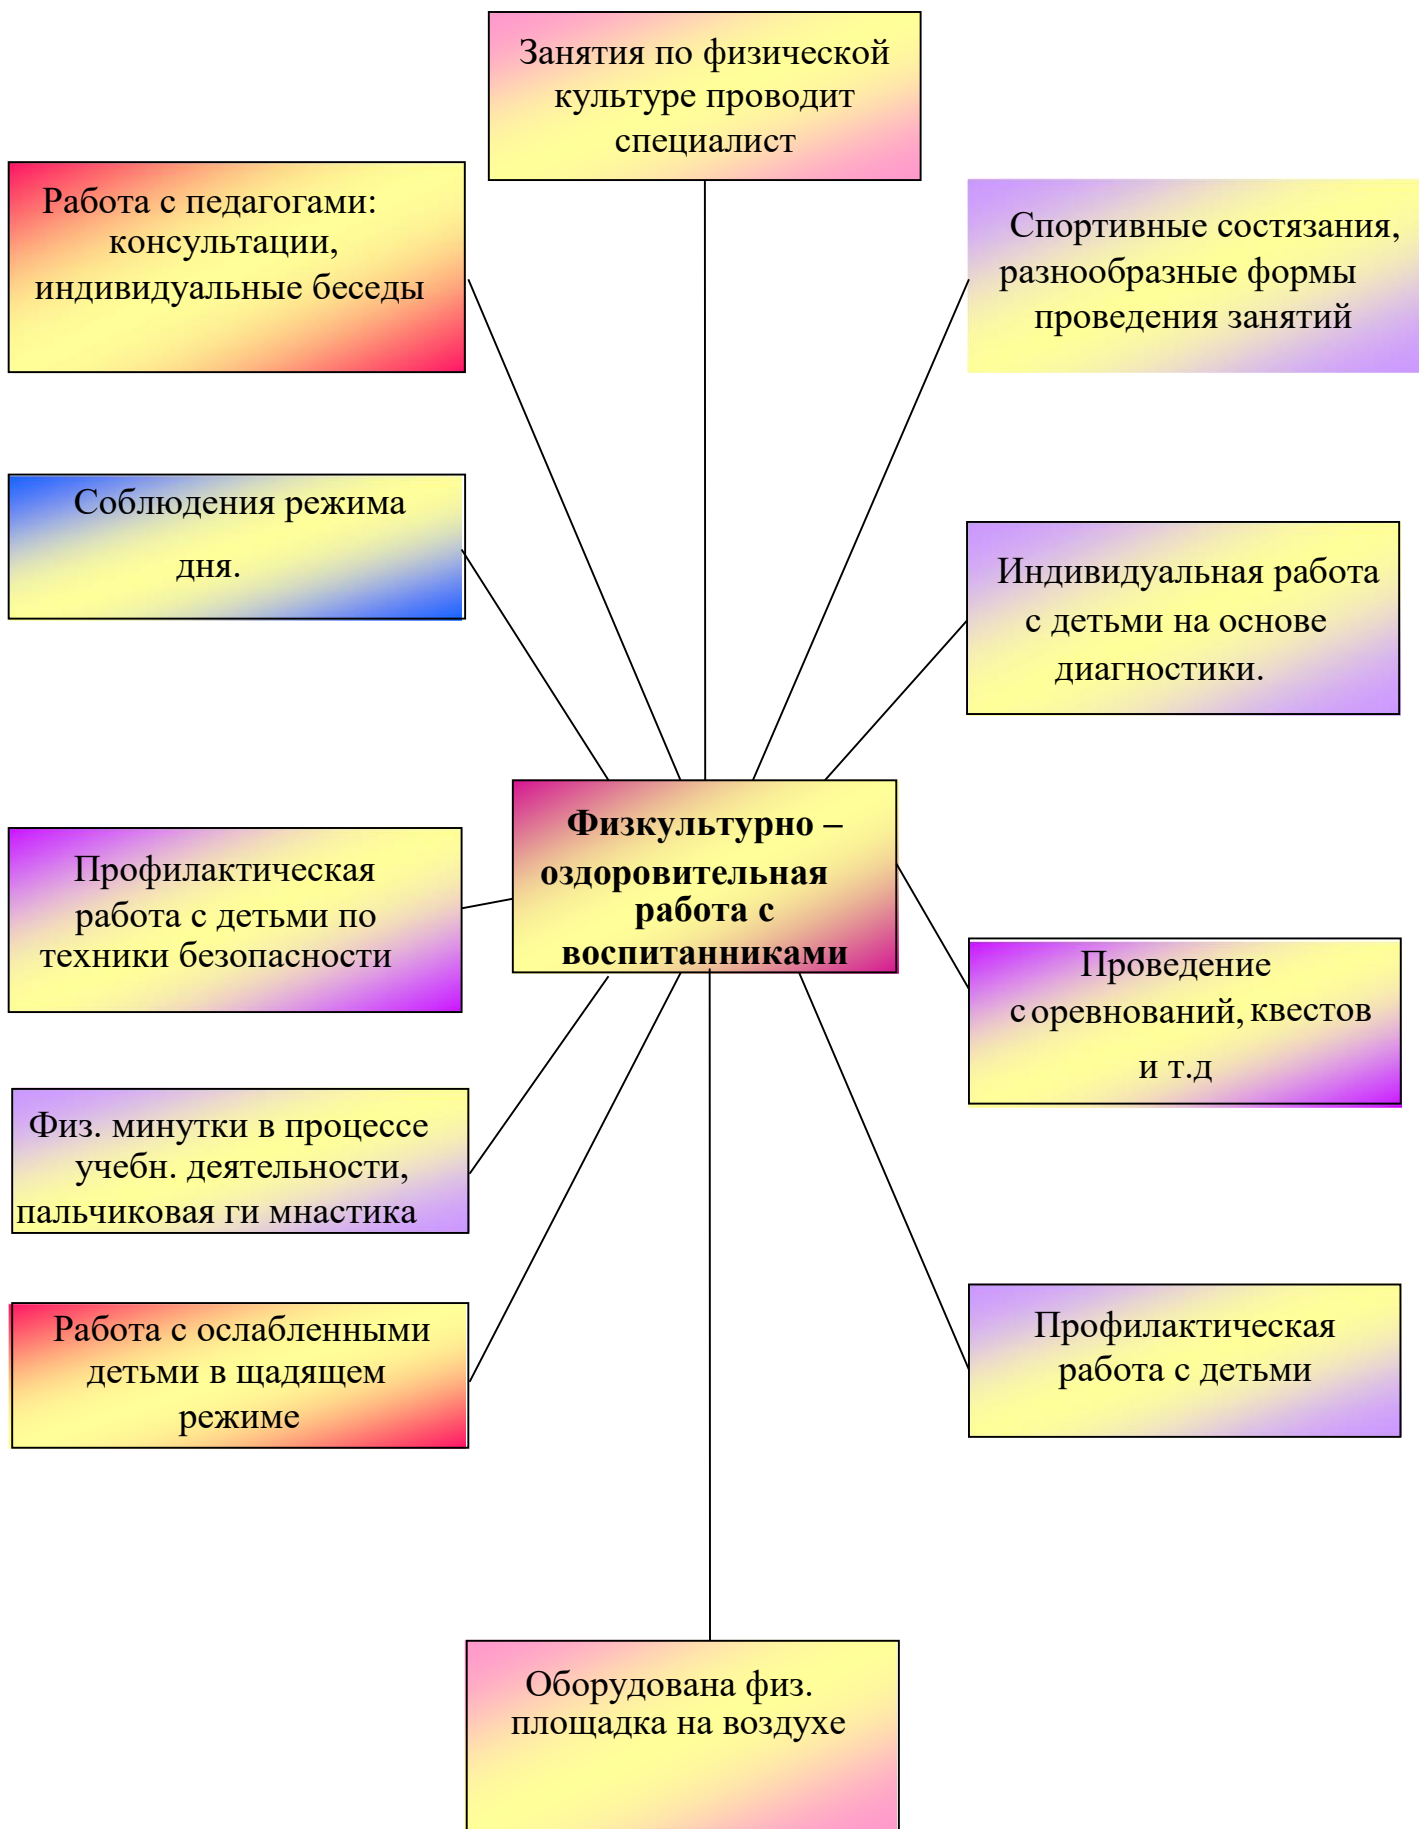 Занятия по физической
культуре проводит
специалист
Работа с педагогами:
консультации,
индивидуальные беседы
Спортивные состязания,
разнообразные формы
проведения занятий
Соблюдения режима
дня.
Индивидуальная работа
с детьми на основе
диагностики.
Физкультурно –
оздоровительная
работа с
воспитанниками
Профилактическая
работа с детьми по
техники безопасности
Проведение
соревнований, квестов
и т.д
Физ. минутки в процессе
учебн. деятельности,
пальчиковая ги мнастика
Работа с ослабленными
детьми в щадящем
режиме
Профилактическая
работа с детьми
Оборудована физ.
площадка на воздухе